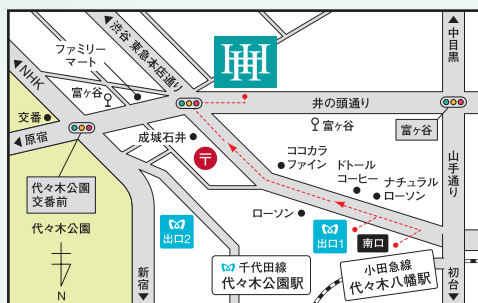 渋谷 東急本店通り
中目黒
ファミリー
マート
NHK
富ヶ谷
交番
原宿
井の頭通り
富ヶ谷
富ヶ谷
成城石井
〒
ココカラ
ファイン
ドトール
コーヒー
ナチュラル
ローソン
山手通り
代々木公園
交番前
代々木公園
ローソン
出口2
出口1
南口
N
新宿
千代田線
代々木公園駅
小田急線
代々木八幡駅
初台